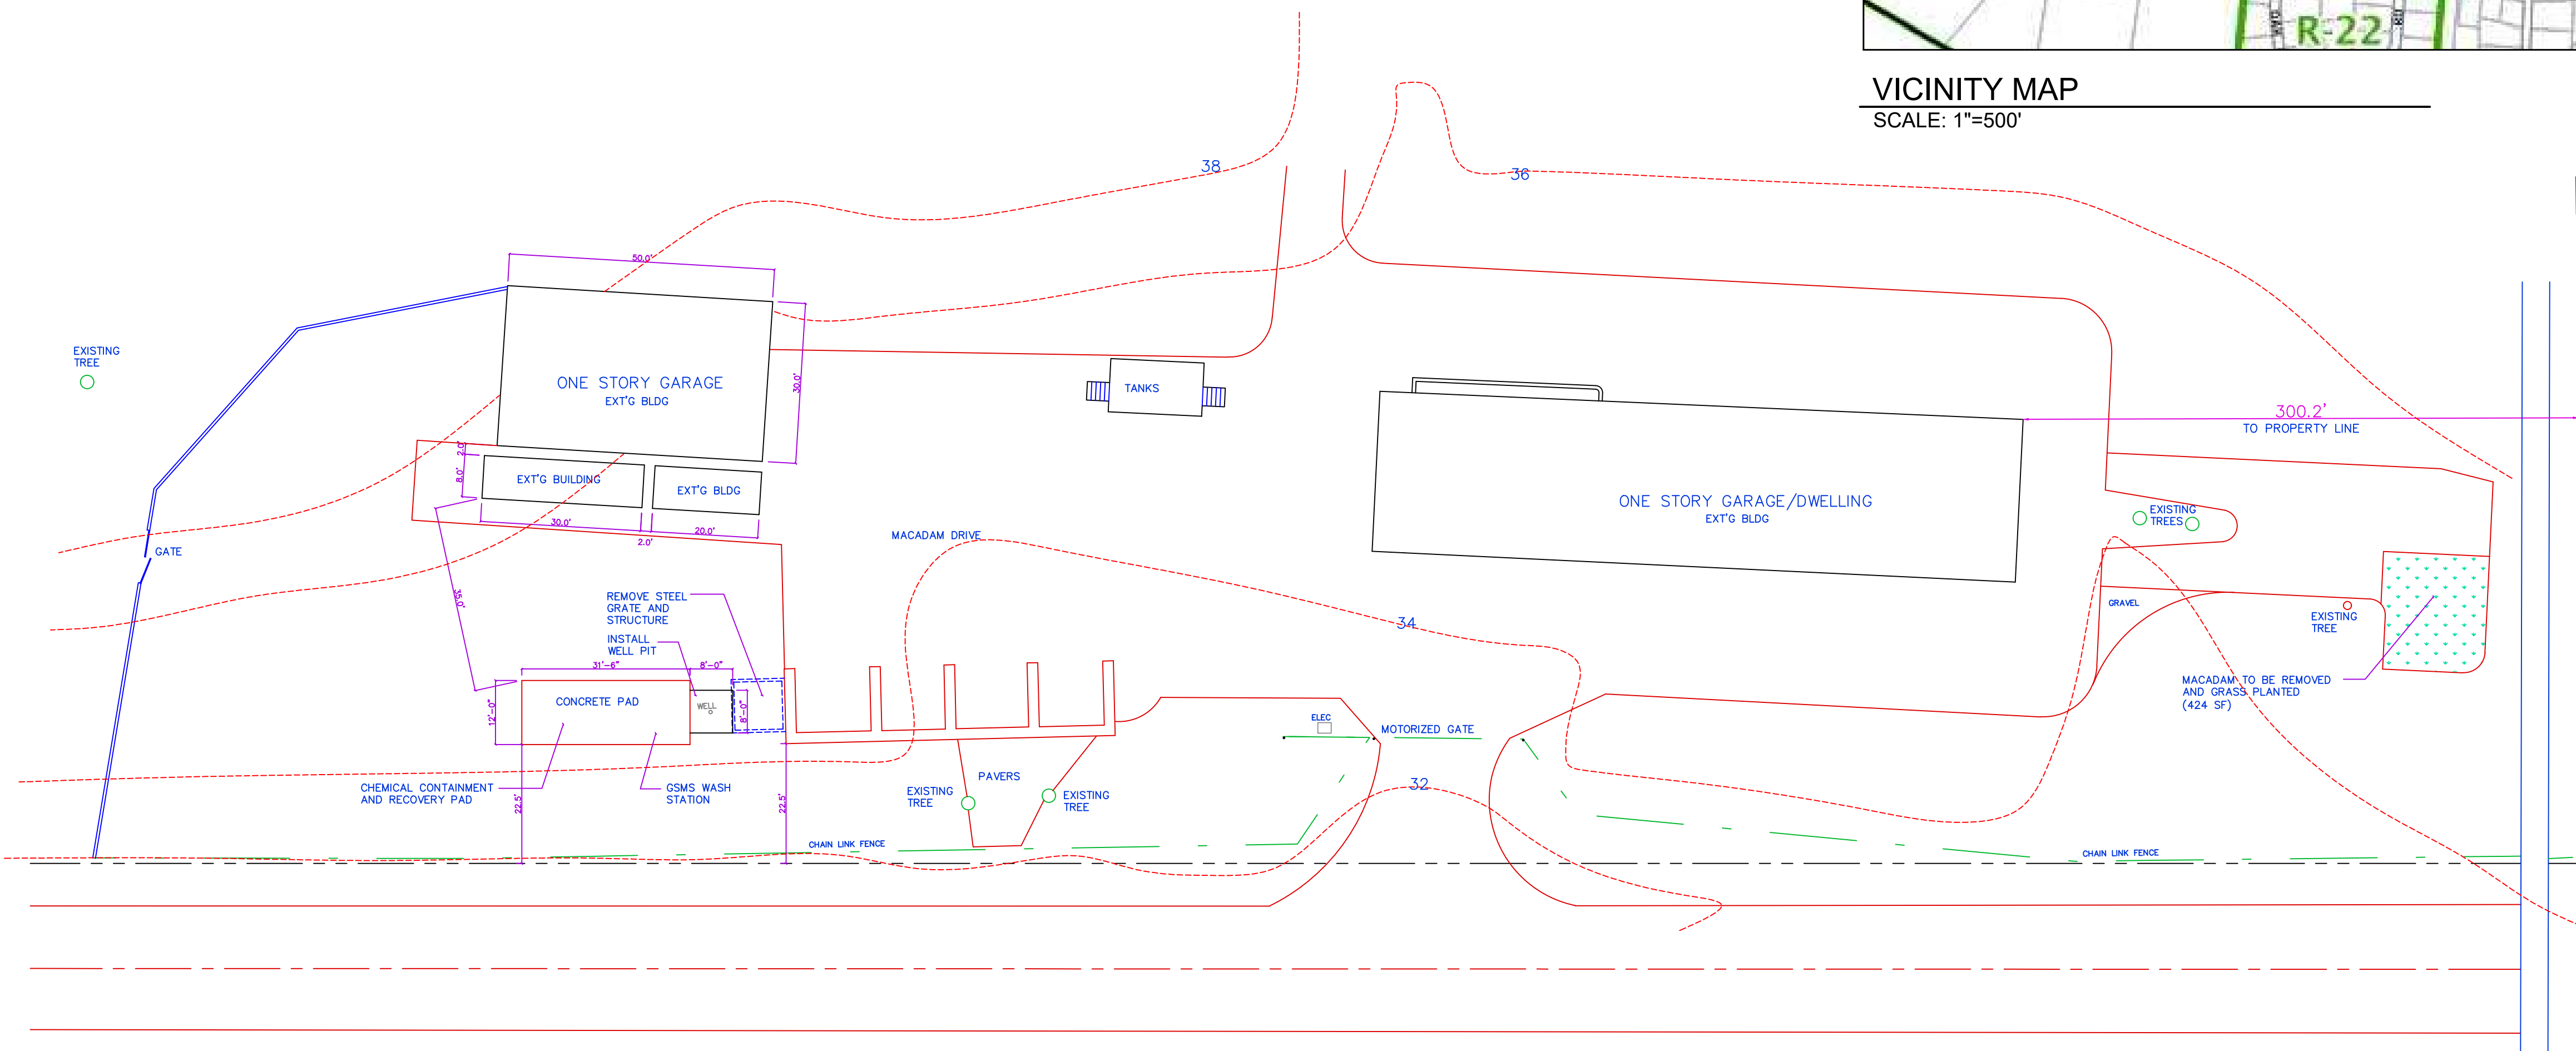 R-22
VICINITY MAP
SCALE: 1"=500'
38
36
50.0'
EXISTING
TREE
ONE STORY GARAGE
EXT'G BLDG
30.0'
TANKS
300.2'
TO PROPERTY LINE
2.0'
8.0'
EXT'G BUILDING
EXT'G BLDG
30.0'
2.0'
20.0'
ONE STORY GARAGE/DWELLING
EXT'G BLDG
EXISTING
TREES
MACADAM DRIVE
GATE
35.0'
REMOVE STEEL
GRATE AND
STRUCTURE
INSTALL
WELL PIT
34
GRAVEL
EXISTING
TREE
31'-6"
8'-0"
12'-0"
CONCRETE PAD
WELL
8'-0"
MACADAM TO BE REMOVED
AND GRASS PLANTED
(424 SF)
ELEC
MOTORIZED GATE
PAVERS
32
CHEMICAL CONTAINMENT
AND RECOVERY PAD
GSMS WASH
STATION
22.5'
22.5'
EXISTING
TREE
EXISTING
TREE
CHAIN LINK FENCE
CHAIN LINK FENCE